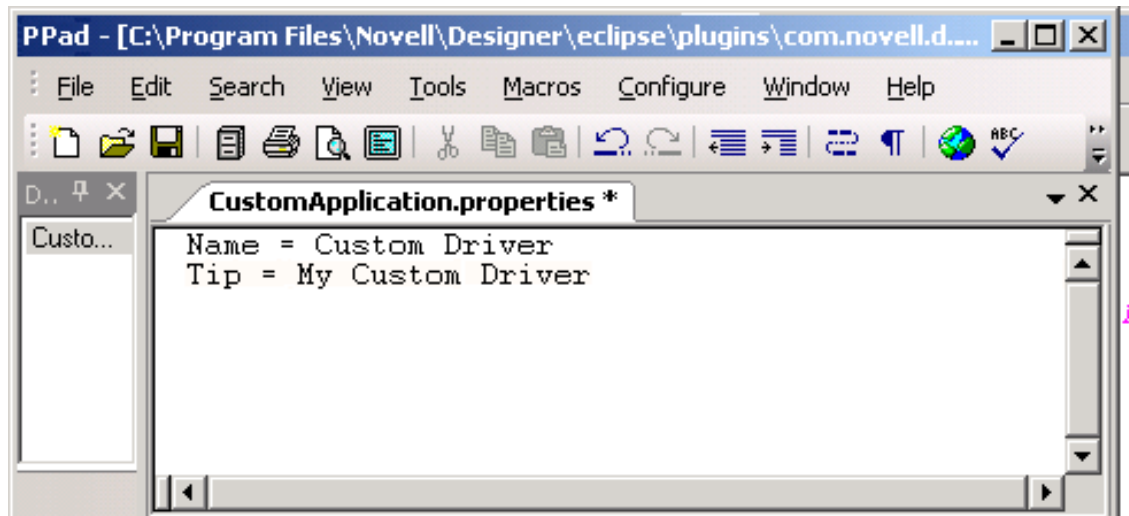 PPad - [C:\Program Files\Novell\Designer\eclipse\plugins\com.novell.d.....
File Edit Search View Tools Macros Configure Window Help
ABC
D..
CustomApplication.properties *
Custo...
Name = Custom Driver
Tip = My Custom Driver